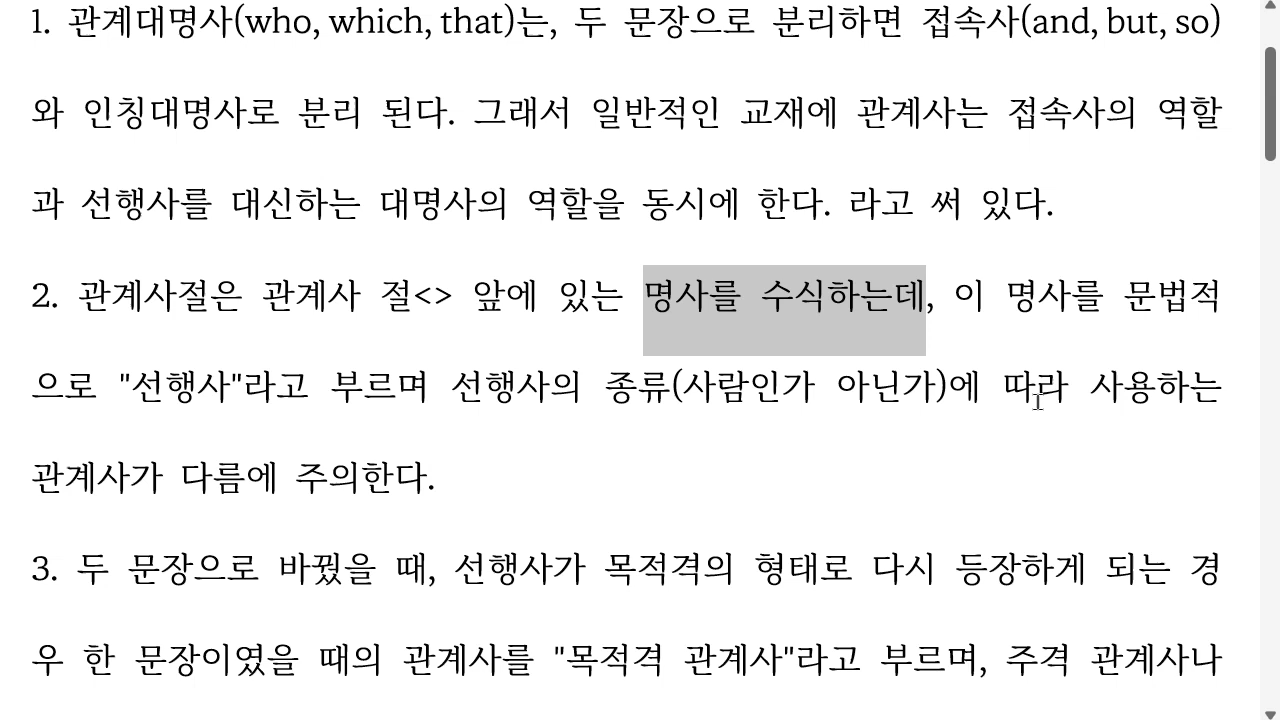 1. 관계대명사(who, which, that)는, 두 문장으로 분리하면 접속사(and, but, so)
와 인칭대명사로 분리 된다. 그래서 일반적인 교재에 관계사는 접속사의 역할
과 선행사를 대신하는 대명사의 역할을 동시에 한다. 라고 써 있다.
2. 관계사절은 관계사 절<> 앞에 있는 명사를 수식하는데, 이 명사를 문법적
으로 "선행사"라고 부르며 선행사의 종류(사람인가 아닌가)에 따라 사용하는
관계사가 다름에 주의한다.
3. 두 문장으로 바꿨을 때, 선행사가 목적격의 형태로 다시 등장하게 되는 경
우 한 문장이였을 때의 관계사를 "목적격 관계사"라고 부르며, 주격 관계사나